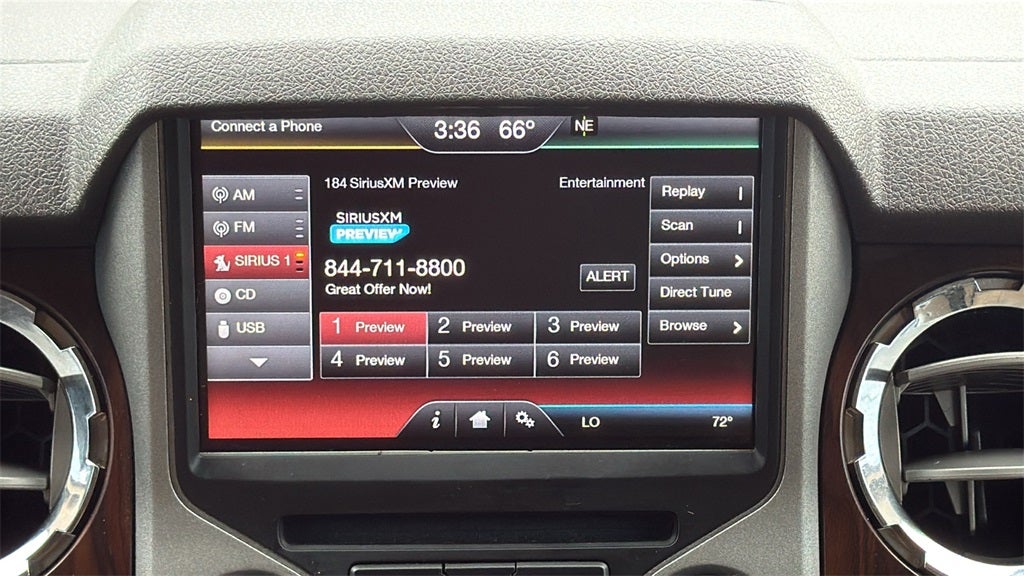 Connect a Phone 3:36 66° NE
AM
FM
SIRIUS 1
CD
USB
184 SiriusXM Preview Entertainment
SIRIUSXM
PREVIEW
844-711-8800
Great Offer Now!
ALERT
1 Preview 2 Preview 3 Preview
4 Preview 5 Preview 6 Preview
Replay
Scan
Options
Direct Tune
Browse
i LO 72°